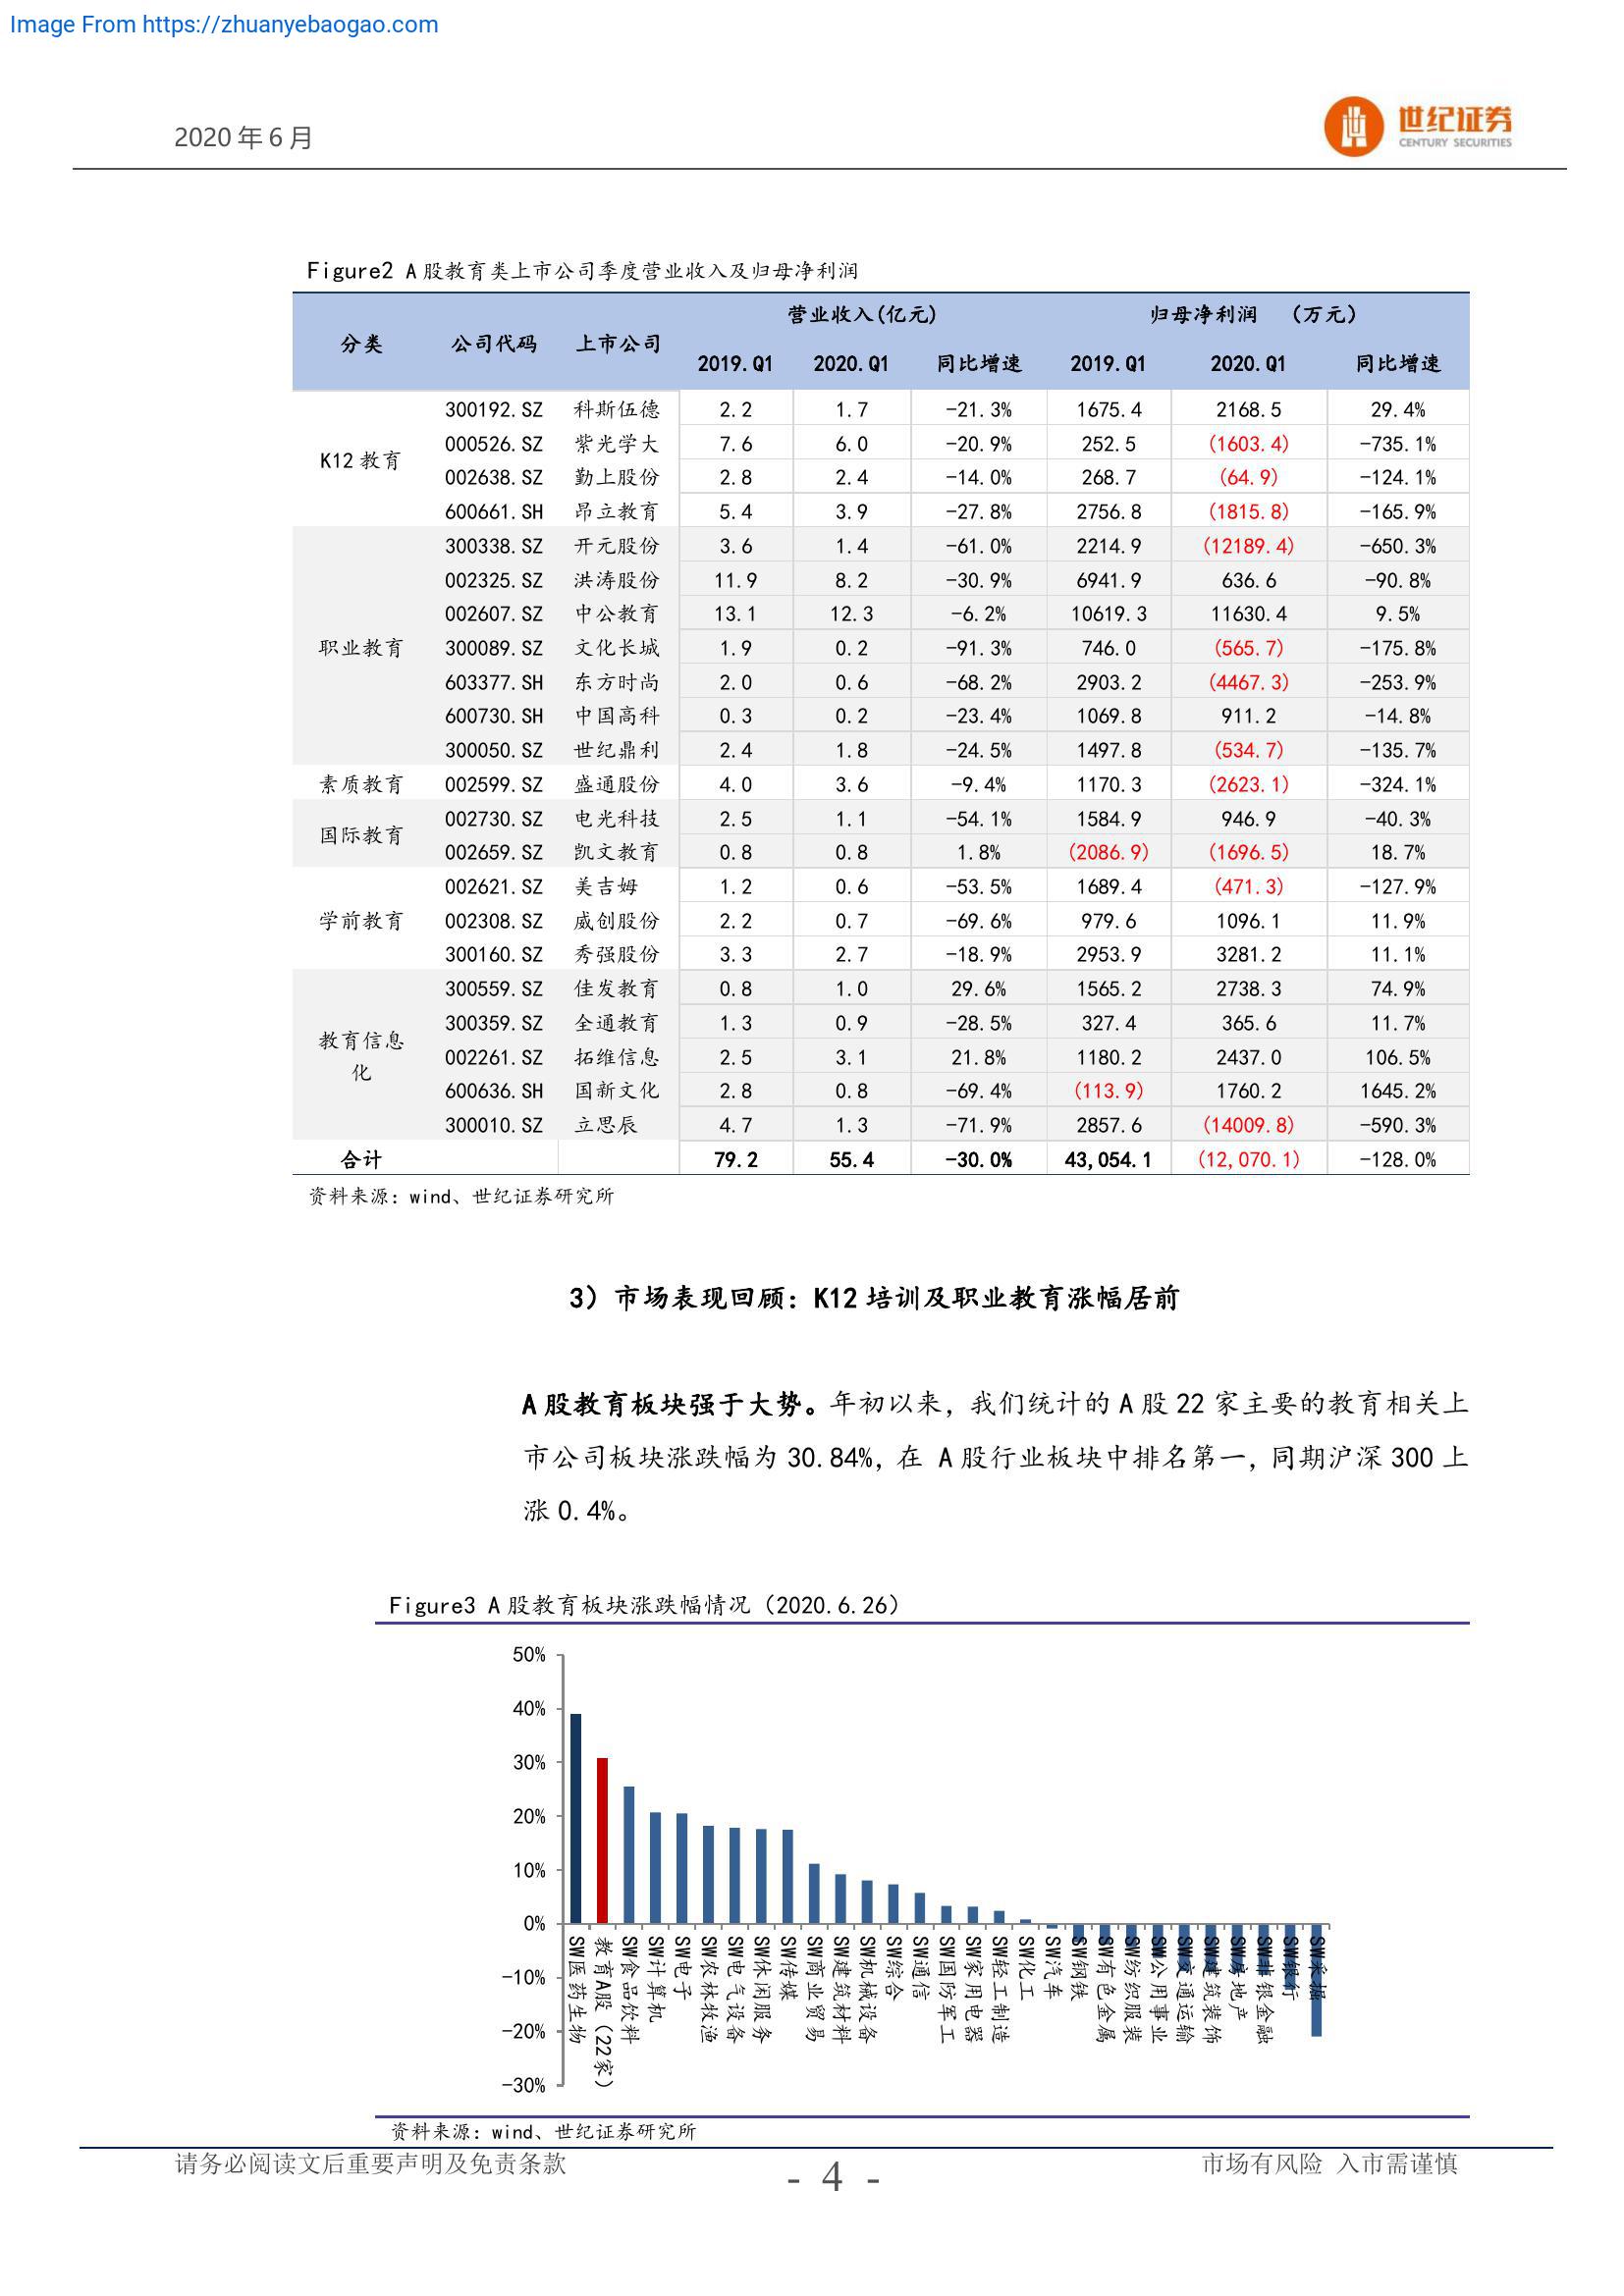 Image From https://zhuanyebaogao.com
2020 年 6 月
世纪证券
CENTURY SECURITIES
Figure2 A 股教育类上市公司季度营业收入及归母净利润
分类 公司代码 上市公司 营业收入(亿元) 归母净利润 （万元）
2019.Q1 2020.Q1 同比增速 2019.Q1 2020.Q1 同比增速
K12 教育
300192.SZ 科斯伍德 2.2 1.7 -21.3% 1675.4 2168.5 29.4%
000526.SZ 紫光学大 7.6 6.0 -20.9% 252.5 (1603.4) -735.1%
002638.SZ 勤上股份 2.8 2.4 -14.0% 268.7 (64.9) -124.1%
600661.SH 昂立教育 5.4 3.9 -27.8% 2756.8 (1815.8) -165.9%
职业教育
300338.SZ 开元股份 3.6 1.4 -61.0% 2214.9 (12189.4) -650.3%
002325.SZ 洪涛股份 11.9 8.2 -30.9% 6941.9 636.6 -90.8%
002607.SZ 中公教育 13.1 12.3 -6.2% 10619.3 11630.4 9.5%
300089.SZ 文化长城 1.9 0.2 -91.3% 746.0 (565.7) -175.8%
603377.SH 东方时尚 2.0 0.6 -68.2% 2903.2 (4467.3) -253.9%
600730.SH 中国高科 0.3 0.2 -23.4% 1069.8 911.2 -14.8%
300050.SZ 世纪鼎利 2.4 1.8 -24.5% 1497.8 (534.7) -135.7%
素质教育 002599.SZ 盛通股份 4.0 3.6 -9.4% 1170.3 (2623.1) -324.1%
国际教育
002730.SZ 电光科技 2.5 1.1 -54.1% 1584.9 946.9 -40.3%
002659.SZ 凯文教育 0.8 0.8 1.8% (2086.9) (1696.5) 18.7%
学前教育
002621.SZ 美吉姆 1.2 0.6 -53.5% 1689.4 (471.3) -127.9%
002308.SZ 威创股份 2.2 0.7 -69.6% 979.6 1096.1 11.9%
300160.SZ 秀强股份 3.3 2.7 -18.9% 2953.9 3281.2 11.1%
教育信息
化
300559.SZ 佳发教育 0.8 1.0 29.6% 1565.2 2738.3 74.9%
300359.SZ 全通教育 1.3 0.9 -28.5% 327.4 365.6 11.7%
002261.SZ 拓维信息 2.5 3.1 21.8% 1180.2 2437.0 106.5%
600636.SH 国新文化 2.8 0.8 -69.4% (113.9) 1760.2 1645.2%
300010.SZ 立思辰 4.7 1.3 -71.9% 2857.6 (14009.8) -590.3%
合计 79.2 55.4 -30.0% 43,054.1 (12,070.1) -128.0%
资料来源：wind、世纪证券研究所
3）市场表现回顾：K12 培训及职业教育涨幅居前
A 股教育板块强于大势。年初以来，我们统计的 A 股 22 家主要的教育相关上
市公司板块涨跌幅为 30.84%，在 A 股行业板块中排名第一，同期沪深 300 上
涨 0.4%。
Figure3 A 股教育板块涨跌幅情况（2020.6.26）
50%
40%
30%
20%
10%
0%
-10%
-20%
-30%
SW医药生物
教育A股（22家）
SW食品饮料
SW计算机
SW电子
SW农林牧渔
SW电气设备
SW休闲服务
SW传媒
SW商业贸易
SW建筑材料
SW机械设备
SW综合
SW通信
SW国防军工
SW家用电器
SW轻工制造
SW化工
SW汽车
SW钢铁
SW有色金属
SW纺织服装
SW公用事业
SW交通运输
SW建筑装饰
SW房地产
SW非银金融
SW银行
SW采掘
资料来源：wind、世纪证券研究所
请务必阅读文后重要声明及免责条款
- 4 -
市场有风险 入市需谨慎